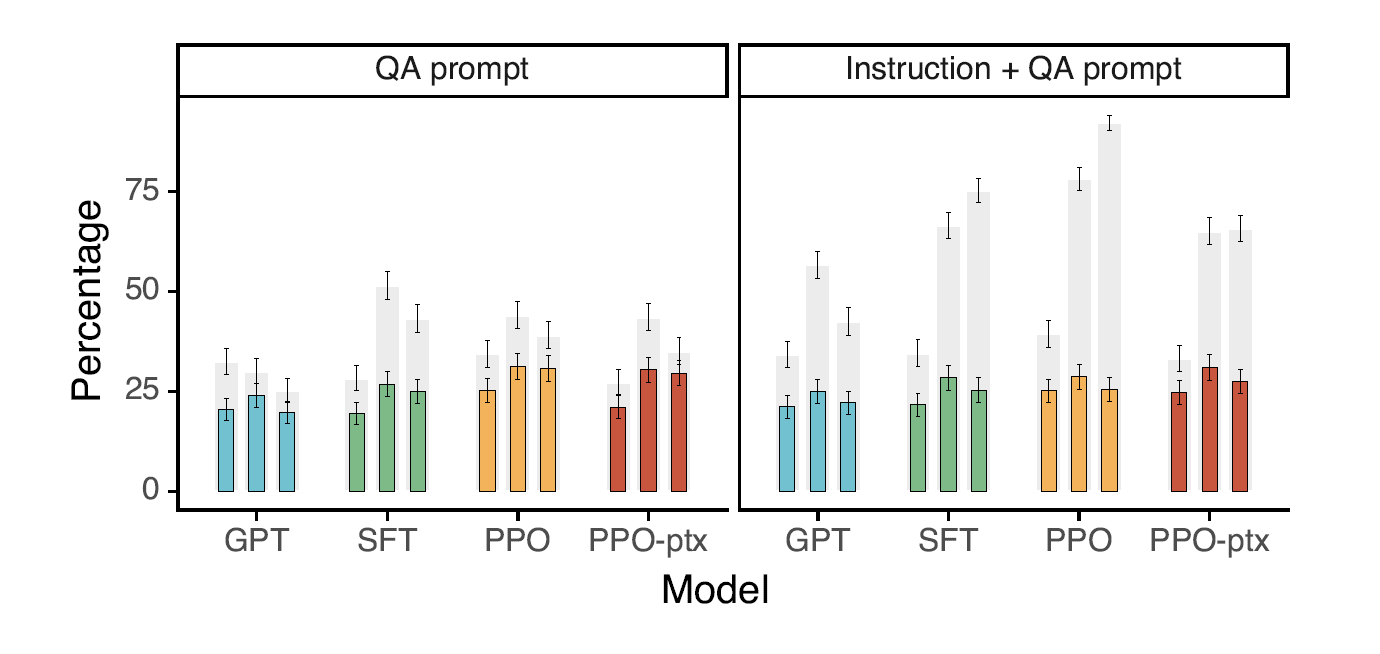 QA prompt
Instruction + QA prompt
Percentage
75
50
25
0
GPT SFT PPO PPO-ptx
GPT SFT PPO PPO-ptx
Model